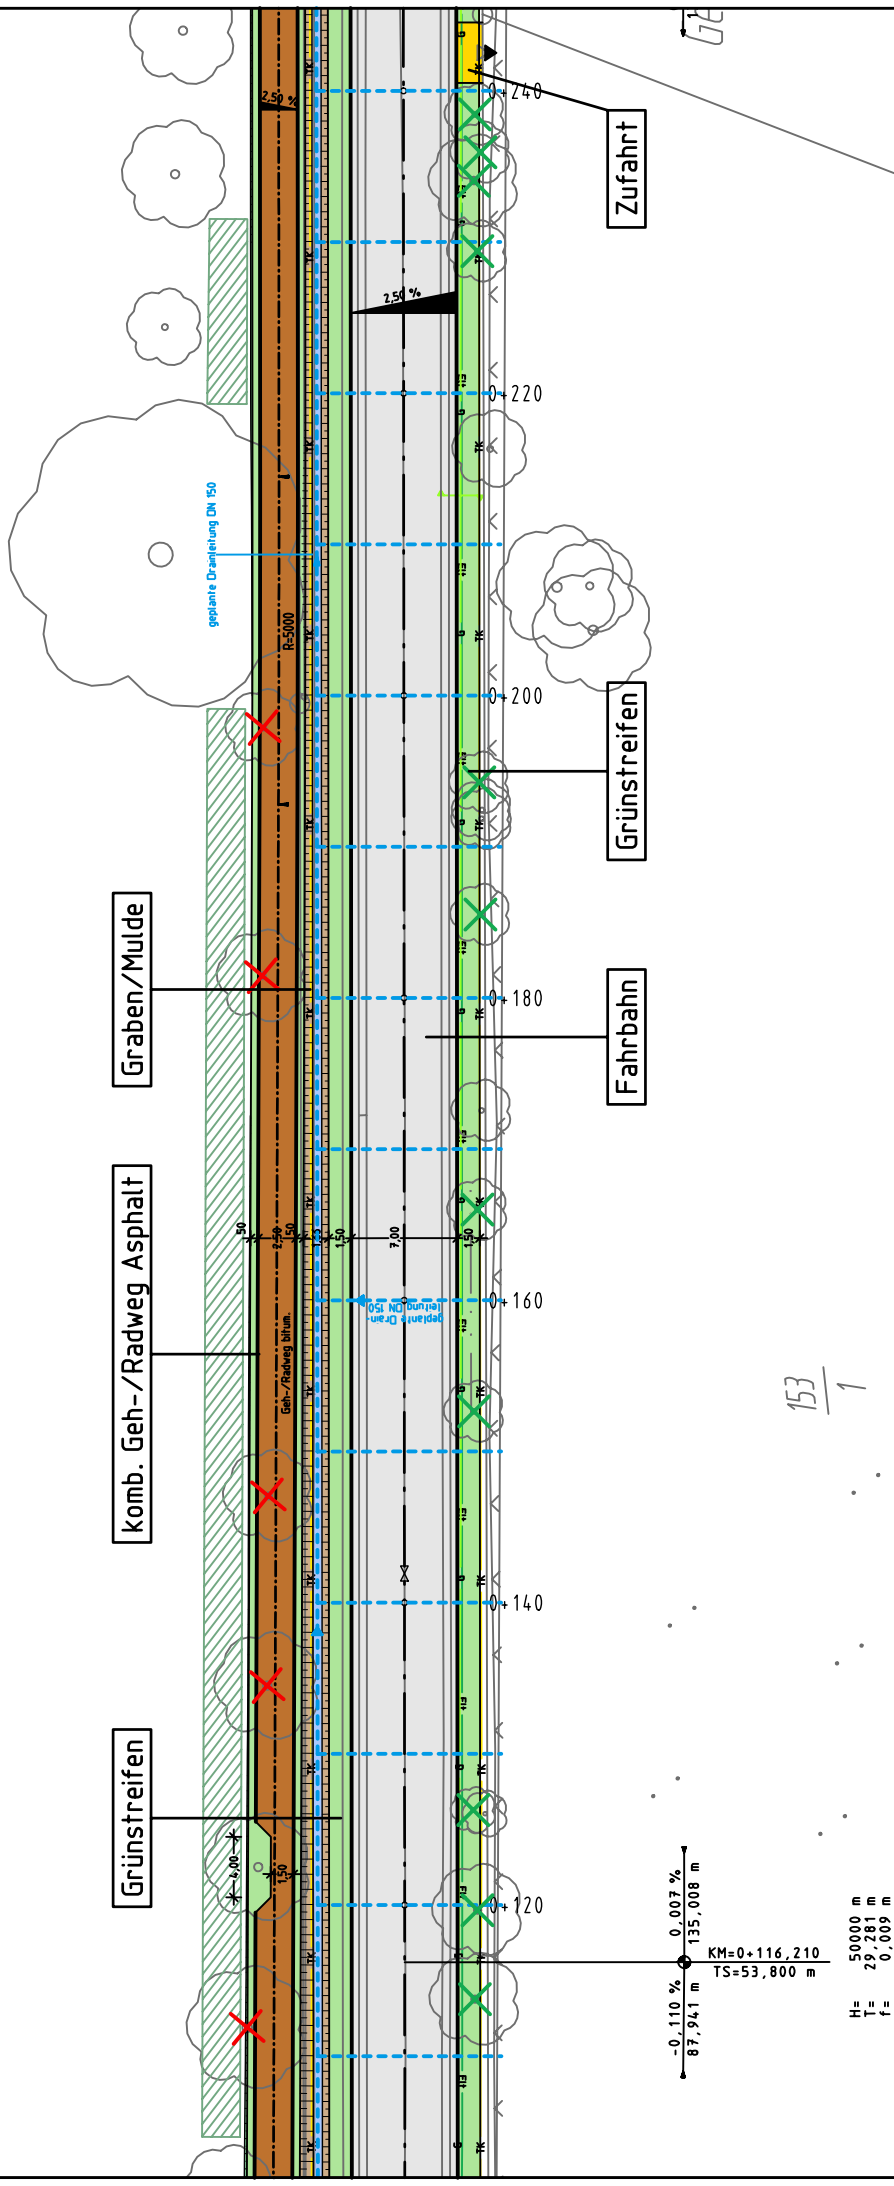 2,50 %
0+240
Zufahrt
2,50 %
0+220
geplante Drainleitung DN 150
R=5000
0+200
Grünstreifen
Graben/Mulde
0+180
Fahrbahn
Komb. Geh-/Radweg Asphalt
50
2,50
50
1,50
7,00
1,50
0+160
geplante Drain-
leitung DN 150
Geh-/Radweg bitum.
153
1
0+140
Grünstreifen
4,00
1,50
0+120
0,007 %
135,008 m
KM=0+116,210
TS=53,800 m
-0,110 %
87,941 m
H= 50000 m
T= 29,281 m
f= 0,009 m
TK